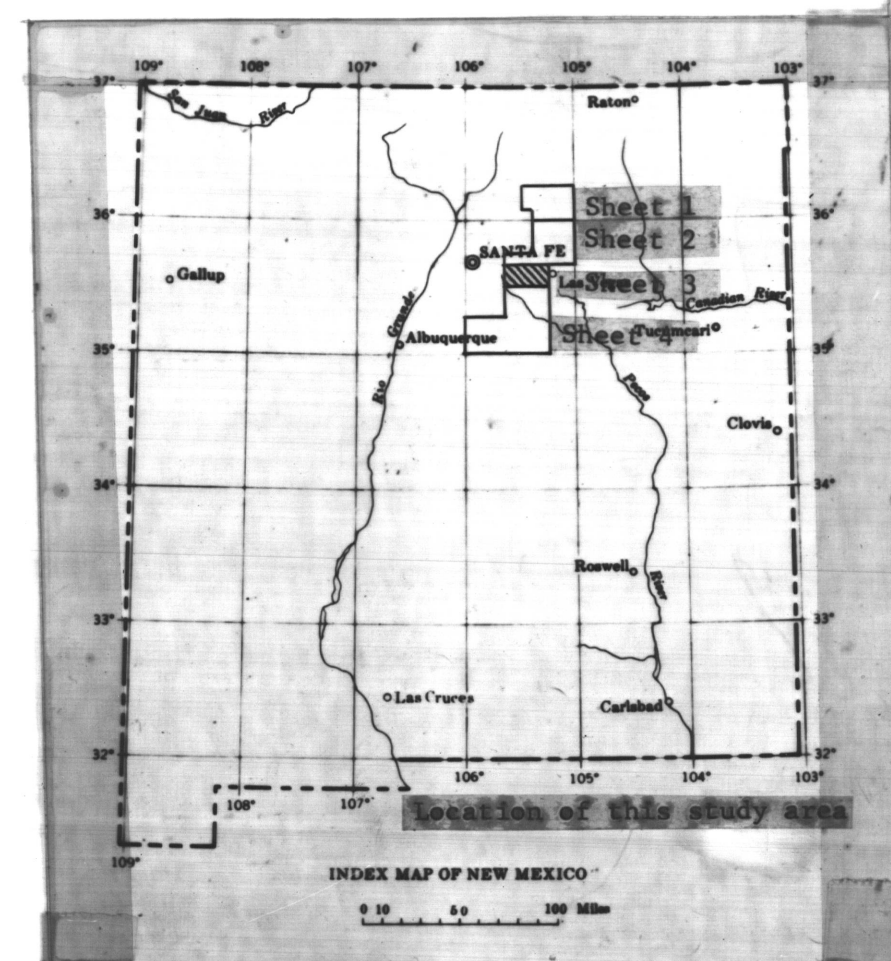 109° 108° 107° 106° 105° 104° 103°
37° 37°
San Juan River
Raton
36° Sheet 1 36°
Sheet 2
SANTA FE
Gallup
Las Sheet 3
Canadian River
Rio Grande
Albuquerque
Sheet 4
Tucumcari
35° 35°
Pecos
Clovis
34° 34°
Roswell
River
33° 33°
Las Cruces
Carlsbad
32° 32°
108° 107° 106° 105° 104° 103°
Location of this study area
109°
INDEX MAP OF NEW MEXICO
0 10 50 100 Miles